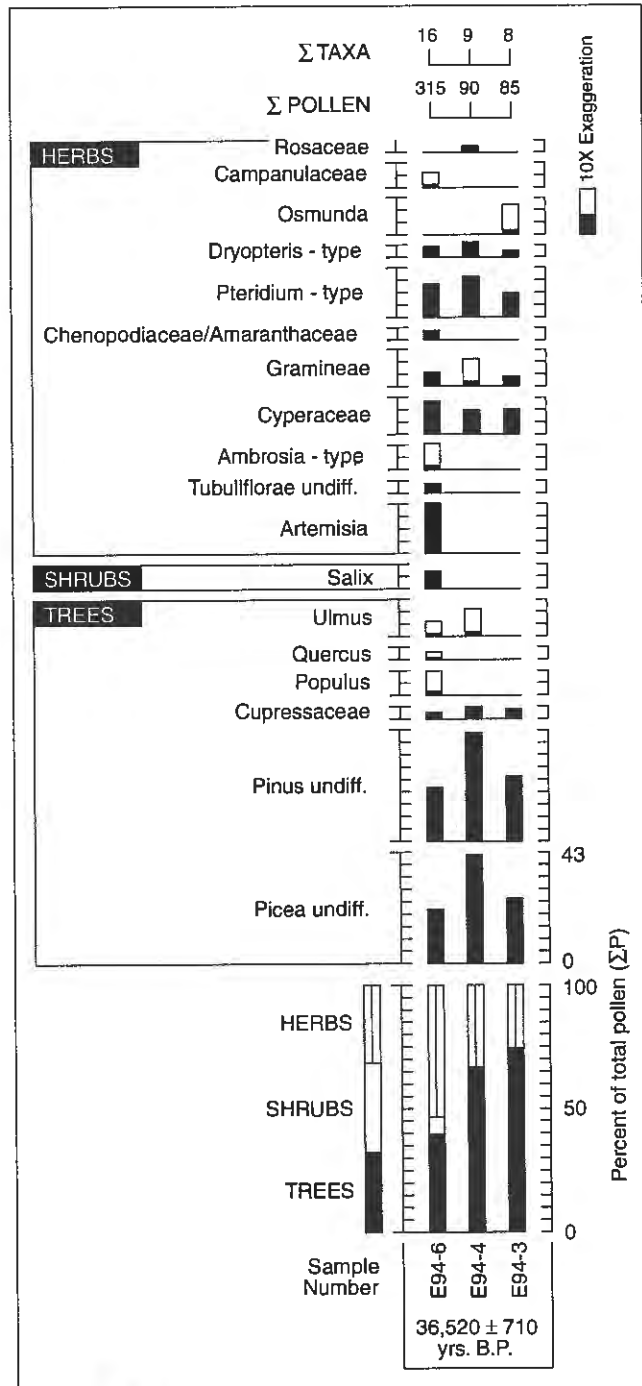 Σ TAXA
16 9 8
Σ POLLEN
315 90 85
10X Exaggeration
HERBS
Rosaceae
Campanulaceae
Osmunda
Dryopteris - type
Pteridium - type
Chenopodiaceae/Amaranthaceae
Gramineae
Cyperaceae
Ambrosia - type
Tubuliflorae undiff.
Artemisia
SHRUBS
Salix
TREES
Ulmus
Quercus
Populus
Cupressaceae
Pinus undiff.
Picea undiff.
43
0
Percent of total pollen (ΣP)
HERBS
SHRUBS
TREES
100
50
0
Sample
Number
E94-6
E94-4
E94-3
36,520 ± 710
yrs. B.P.